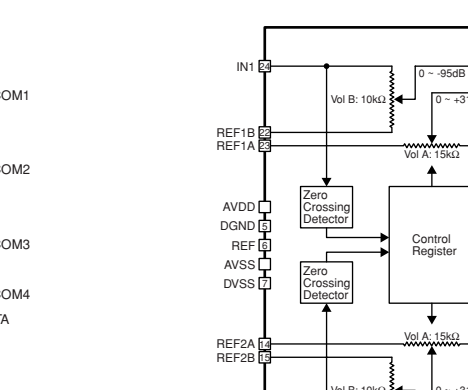 OM1
OM2
OM3
OM4
TA
IN1 24
0 ~ -95dB
Vol B: 10kΩ
0 ~ +31
REF1B 22
REF1A 23
Vol A: 15kΩ
Zero
Crossing
Detector
AVDD
DGND 5
REF 6
AVSS
DVSS 7
Control
Register
Zero
Crossing
Detector
REF2A 14
REF2B 15
Vol A: 15kΩ
Vol B: 10kΩ
0 ~ +31